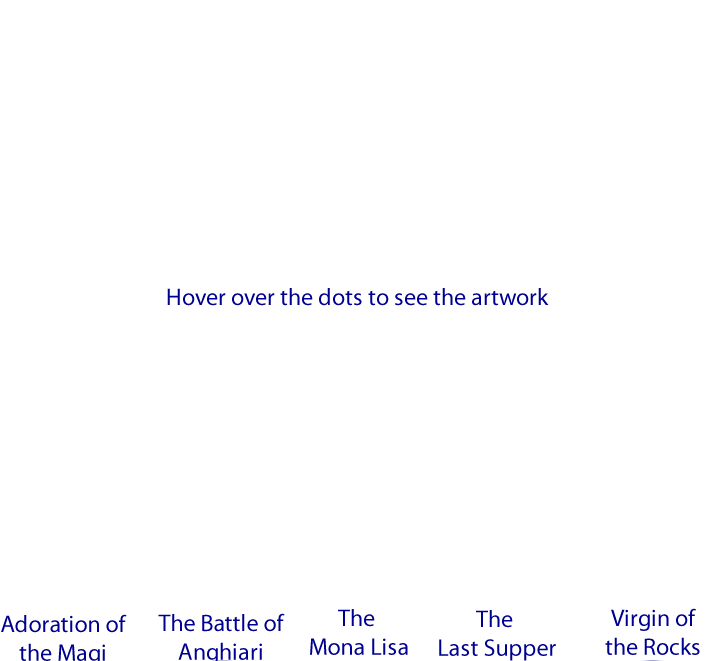 Hover over the dots to see the artwork
Adoration of
the Magi
The Battle of
Anghiari
The
Mona Lisa
The
Last Supper
Virgin of
the Rocks